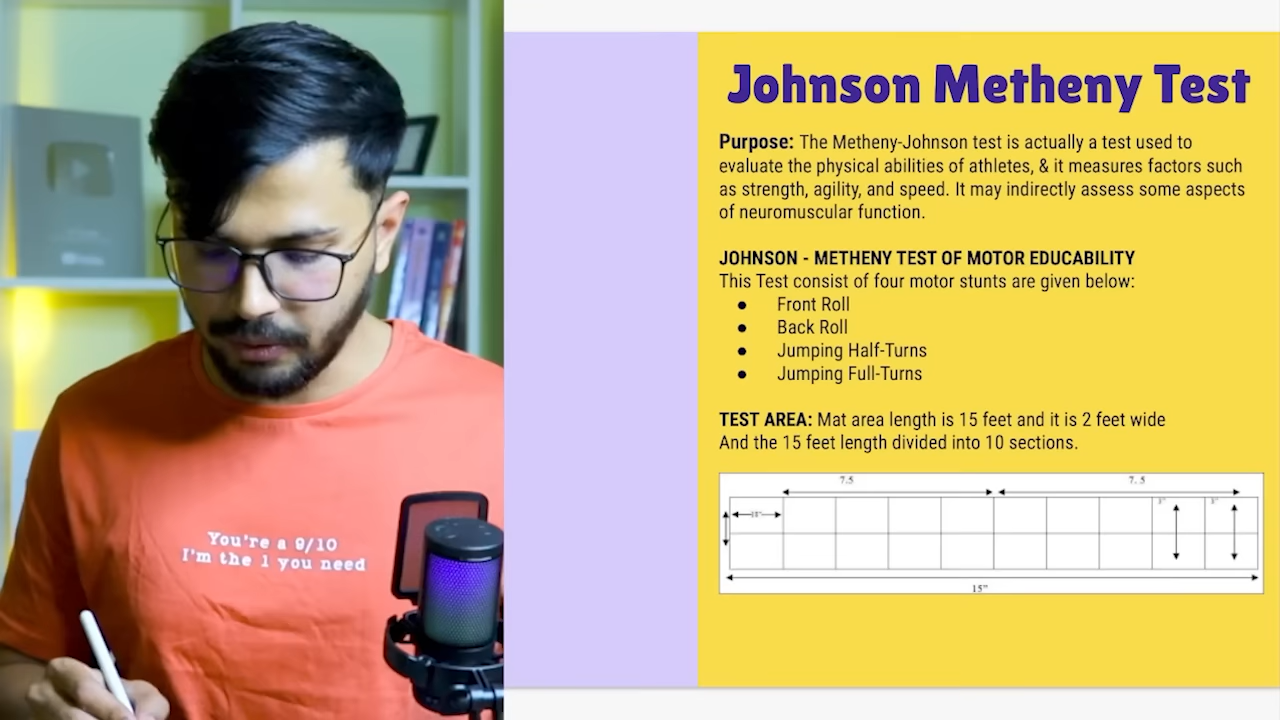 You're a 9/10
I'm the 1 you need
Johnson Metheny Test
Purpose: The Metheny-Johnson test is actually a test used to
evaluate the physical abilities of athletes, & it measures factors such
as strength, agility, and speed. It may indirectly assess some aspects
of neuromuscular function.
JOHNSON - METHENY TEST OF MOTOR EDUCABILITY
This Test consist of four motor stunts are given below:
● Front Roll
● Back Roll
● Jumping Half-Turns
● Jumping Full-Turns
TEST AREA: Mat area length is 15 feet and it is 2 feet wide
And the 15 feet length divided into 10 sections.
7.5
7. 5
18"
15"